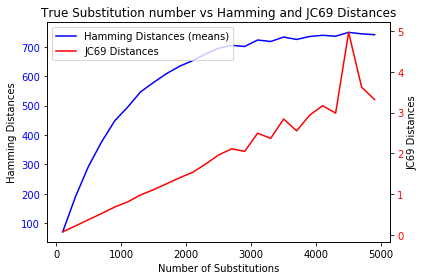 True Substitution number vs Hamming and JC69 Distances
Hamming Distances (means)
JC69 Distances
Hamming Distances
700
600
500
400
300
200
100
JC69 Distances
5
4
3
2
1
0
0 1000 2000 3000 4000 5000
Number of Substitutions